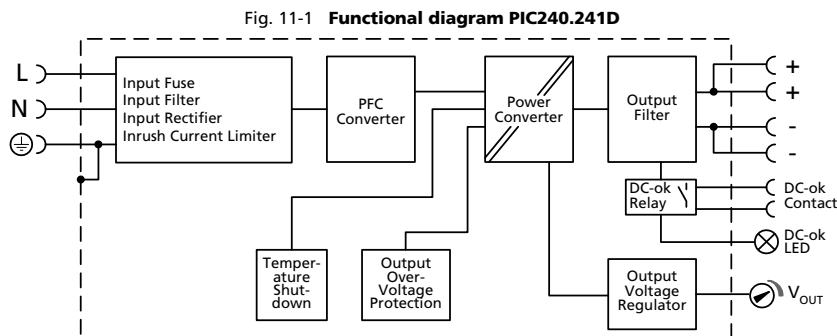 Fig. 11-1 Functional diagram PIC240.241D
L
N
Input Fuse
Input Filter
Input Rectifier
Inrush Current Limiter
PFC
Converter
Power
Converter
Output
Filter
+
+
-
-
DC-ok
Relay
DC-ok
Contact
DC-ok
LED
Temper-
ature
Shut-
down
Output
Over-
Voltage
Protection
Output
Voltage
Regulator
VOUT